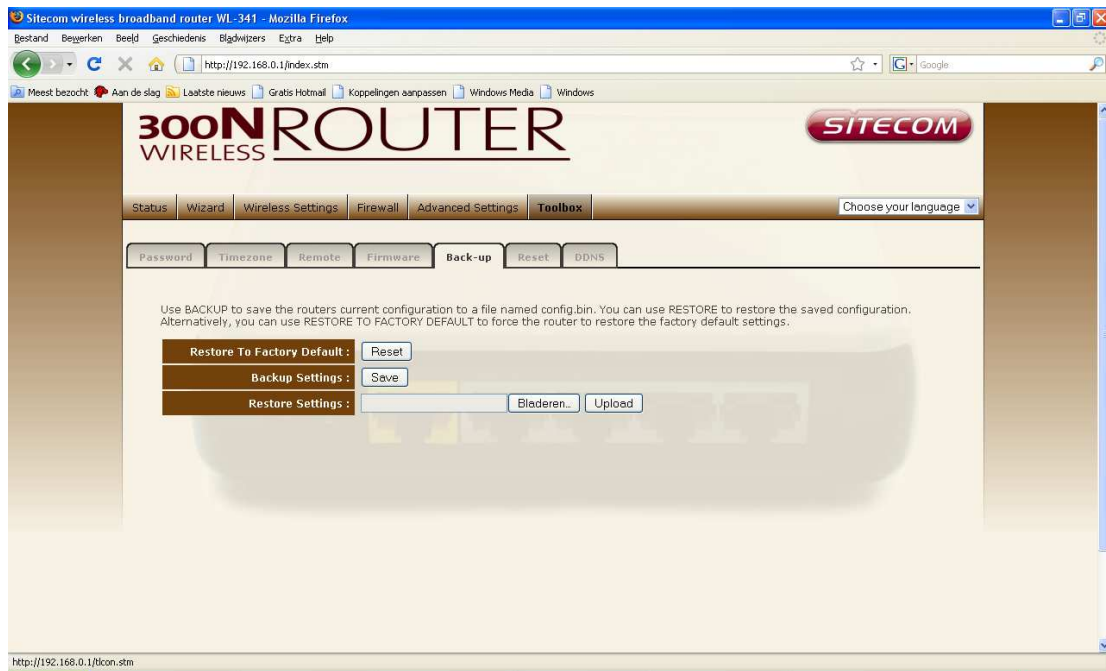 Sitecom wireless broadband router WL-341 - Mozilla Firefox
Bestand Bewerken Beeld Geschiedenis Bladwijzers Extra Help
http://192.168.0.1/index.stm
G Google
Meest bezocht Aan de slag Laatste nieuws Gratis Hotmail Koppelingen aanpassen Windows Media Windows
300N ROUTER
WIRELESS
SITECOM
Status Wizard Wireless Settings Firewall Advanced Settings Toolbox Choose your language
Password Timezone Remote Firmware Back-up Reset DDNS
Use BACKUP to save the routers current configuration to a file named config.bin. You can use RESTORE to restore the saved configuration.
Alternatively, you can use RESTORE TO FACTORY DEFAULT to force the router to restore the factory default settings.
Restore To Factory Default : Reset
Backup Settings : Save
Restore Settings : Bladeren... Upload
http://192.168.0.1/tlcon.stm